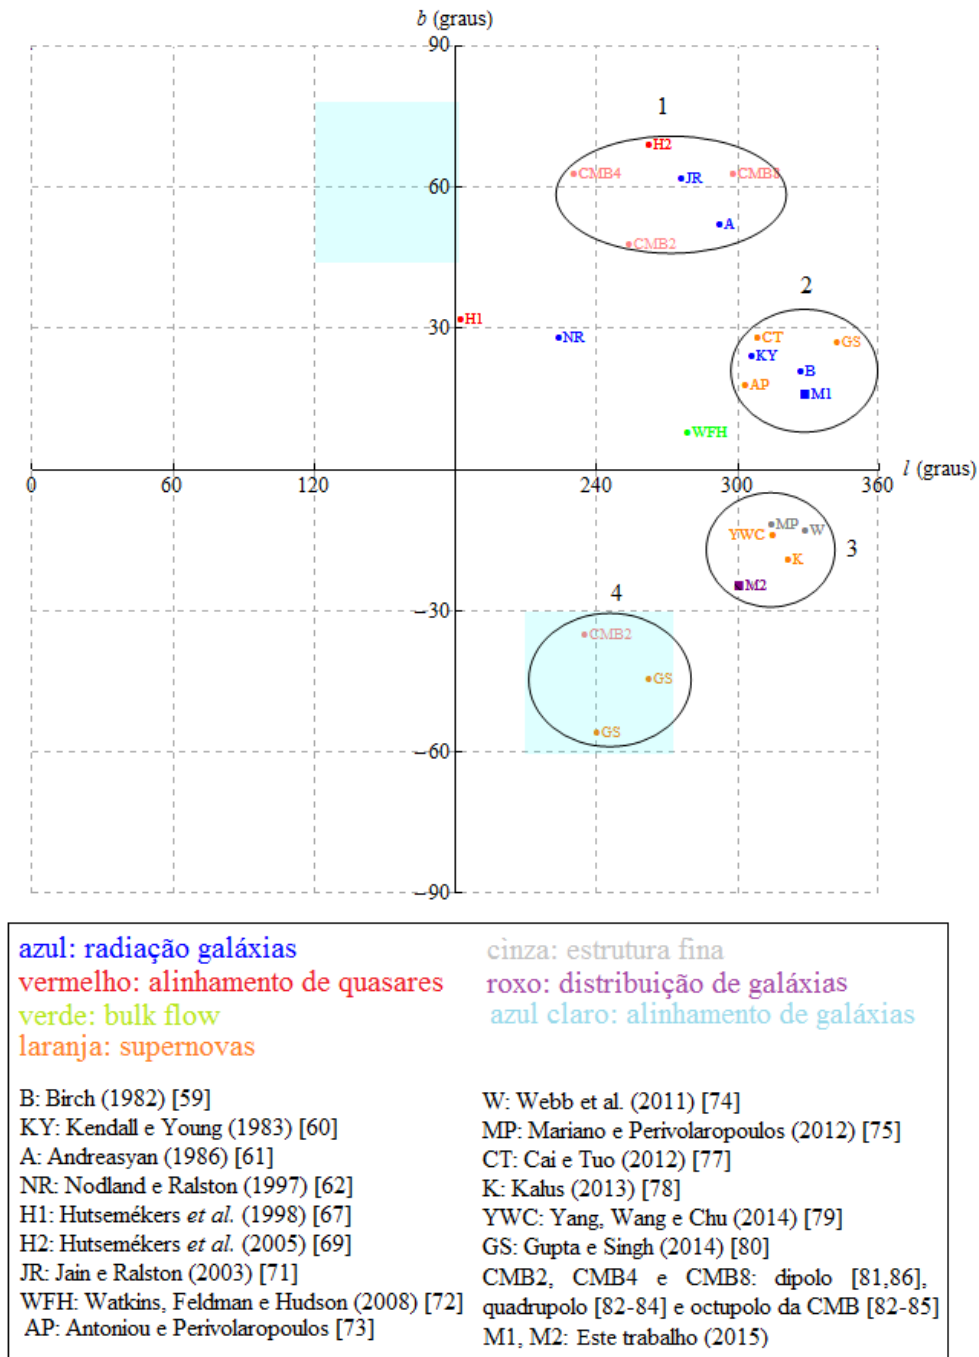 b (graus)
90
1
H2
CMB4
JR
CMB8
60
A
CMB2
2
H1
30
NR
CT
GS
KY
B
AP
M1
WFH
l (graus)
0
60
120
240
300
360
MP
W
YWC
3
K
M2
4
−30
CMB2
GS
GS
−60
−90
azul: radiação galáxias
vermelho: alinhamento de quasares
verde: bulk flow
laranja: supernovas
cinza: estrutura fina
roxo: distribuição de galáxias
azul claro: alinhamento de galáxias
B: Birch (1982) [59]
KY: Kendall e Young (1983) [60]
A: Andreasyan (1986) [61]
NR: Nodland e Ralston (1997) [62]
H1: Hutsemékers et al. (1998) [67]
H2: Hutsemékers et al. (2005) [69]
JR: Jain e Ralston (2003) [71]
WFH: Watkins, Feldman e Hudson (2008) [72]
AP: Antoniou e Perivolaropoulos [73]
W: Webb et al. (2011) [74]
MP: Mariano e Perivolaropoulos (2012) [75]
CT: Cai e Tuo (2012) [77]
K: Kalus (2013) [78]
YWC: Yang, Wang e Chu (2014) [79]
GS: Gupta e Singh (2014) [80]
CMB2, CMB4 e CMB8: dipolo [81,86],
quadrupolo [82-84] e octupolo da CMB [82-85]
M1, M2: Este trabalho (2015)